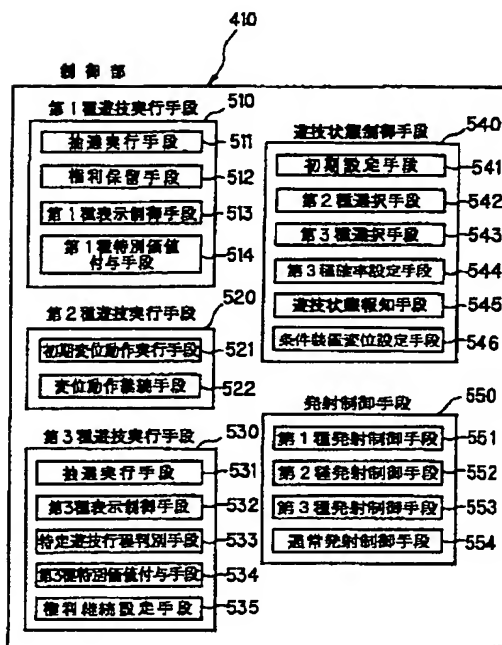 410
制御部
第1種遊技実行手段
510
抽選実行手段
511
権利保留手段
512
第1種表示制御手段
513
第1種特別価値
付与手段
514
第2種遊技実行手段
520
初期変位動作実行手段
521
変位動作継続手段
522
第3種遊技実行手段
530
抽選実行手段
531
第3種表示制御手段
532
特定遊技行程判別手段
533
第3種特別価値付与手段
534
権利継続設定手段
535
遊技状態制御手段
540
初期設定手段
541
第2種選択手段
542
第3種選択手段
543
第3種確率設定手段
544
遊技状態報知手段
545
条件装置変位設定手段
546
発射制御手段
550
第1種発射制御手段
551
第2種発射制御手段
552
第3種発射制御手段
553
通常発射制御手段
554